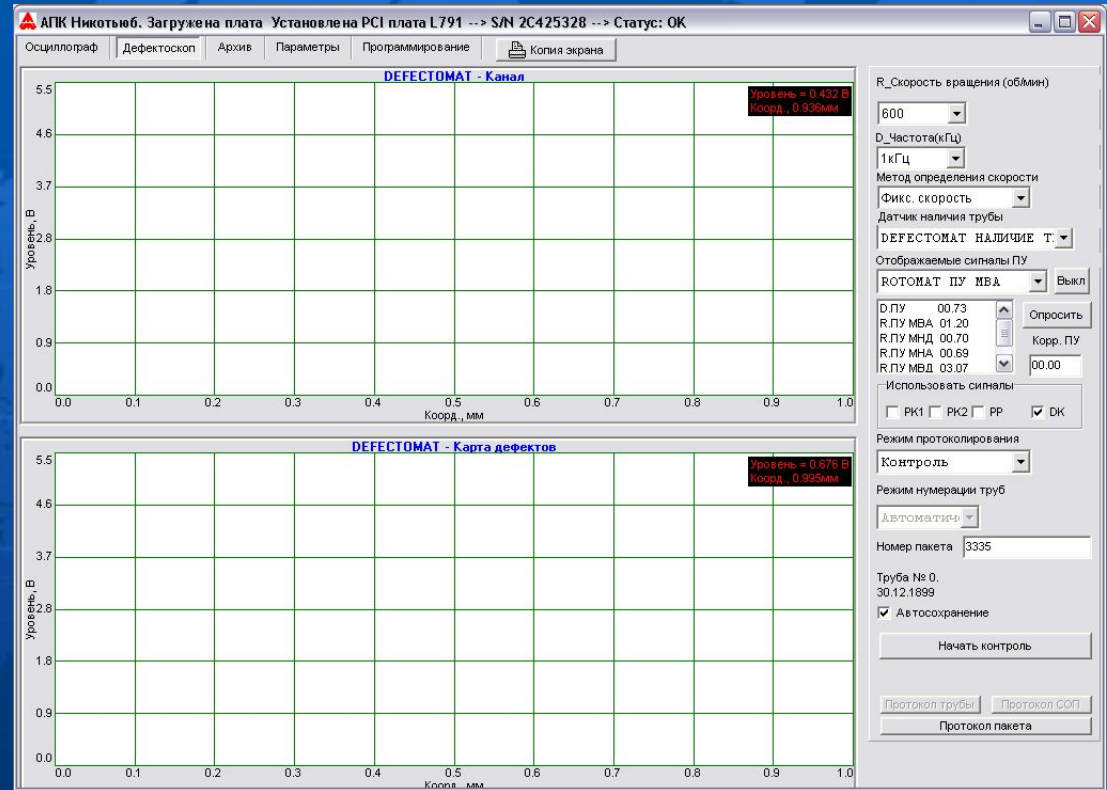 АПК Никотьюб. Загружена плата Установлена PCI плата L791 --> S/N 2C425328 --> Статус: OK
Осциллограф Дефектоскоп Архив Параметры Программирование Копия экрана
DEFECTOMAT - Канал
Уровень = 0.432 В
Коорд., 0.936мм
5.5
4.6
3.7
2.8
1.8
0.9
0.0
Уровень, В
0.0 0.1 0.2 0.3 0.4 0.5 0.6 0.7 0.8 0.9 1.0
Коорд., мм
DEFECTOMAT - Карта дефектов
Уровень = 0.676 В
Коорд., 0.995мм
5.5
4.6
3.7
2.8
1.8
0.9
0.0
Уровень, В
0.0 0.1 0.2 0.3 0.4 0.5 0.6 0.7 0.8 0.9 1.0
Коорд., мм
R_Скорость вращения (об/мин)
600
D_Частота(кГц)
1кГц
Метод определения скорости
Фикс. скорость
Датчик наличия трубы
DEFECTOMAT НАЛИЧИЕ Т
Отображаемые сигналы ПУ
ROTOMAT ПУ МВА Выкл
D.ПУ 00.73
R.ПУ МВА 01.20
R.ПУ МНД 00.70
R.ПУ МНА 00.69
R.ПУ МВД 03.07
Опросить
Корр. ПУ
00.00
Использовать сигналы
РК1 РК2 РР DK
Режим протоколирования
Контроль
Режим нумерации труб
Автоматич
Номер пакета 3335
Труба № 0.
30.12.1899
Автосохранение
Начать контроль
Протокол трубы Протокол СОП
Протокол пакета